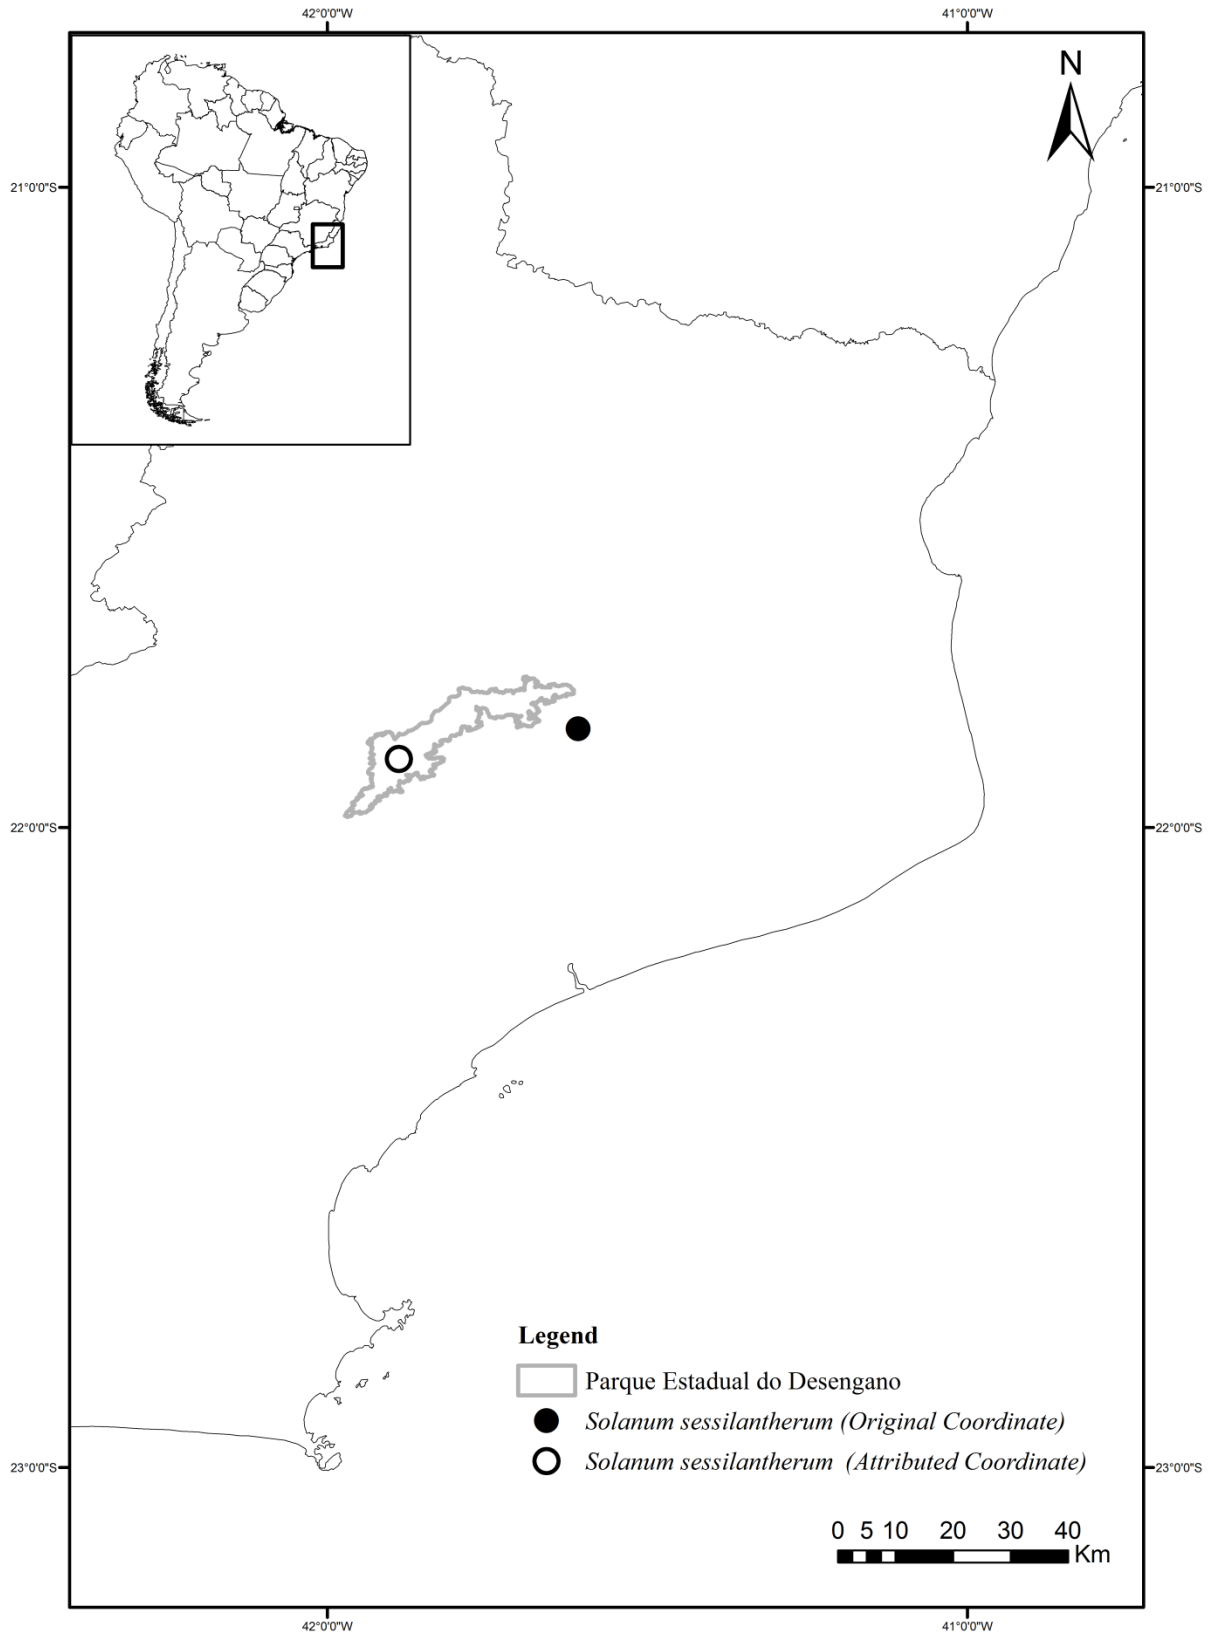 42°0'0"W
41°0'0"W
N
21°0'0"S
21°0'0"S
22°0'0"S
22°0'0"S
Legend
Parque Estadual do Desengano
Solanum sessilantherum (Original Coordinate)
Solanum sessilantherum (Attributed Coordinate)
23°0'0"S
23°0'0"S
0 5 10 20 30 40
Km
42°0'0"W
41°0'0"W